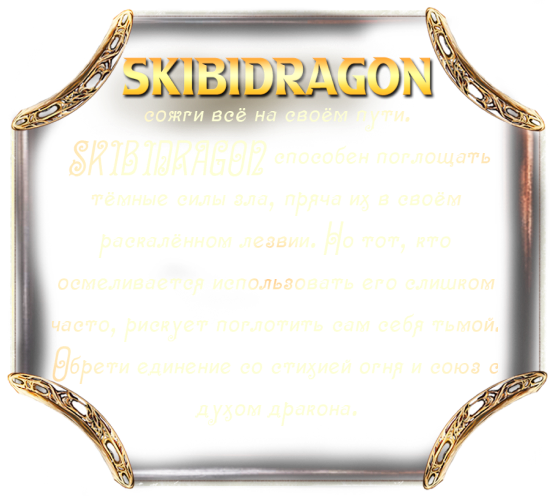 SKIBIDRAGON
сожги всё на своём пути.
SKIBIDRAGON способен поглощать
тёмные силы зла, пряча их в своём
раскалённом лезвии. Но тот, кто
осмеливается использовать его слишком
часто, рискует поглотить сам себя тьмой.
Обрети единение со стихией огня и союз с
духом дракона.